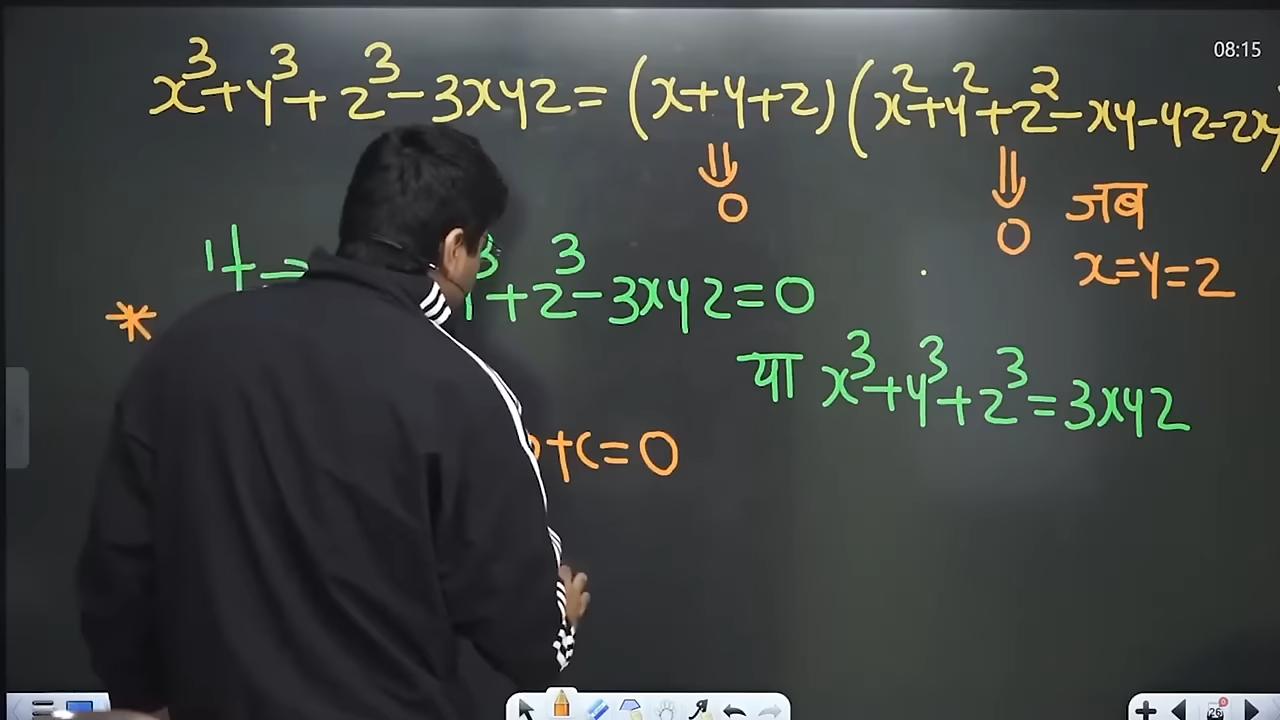 08:15
x³+y³+z³-3xyz=(x+y+z)(x²+y²+z²-xy-yz-zx)
⇓ ⇓ जब
0 0 x=y=z
+z³-3xyz=0
*
या x³+y³+z³=3xyz
+c=0
26